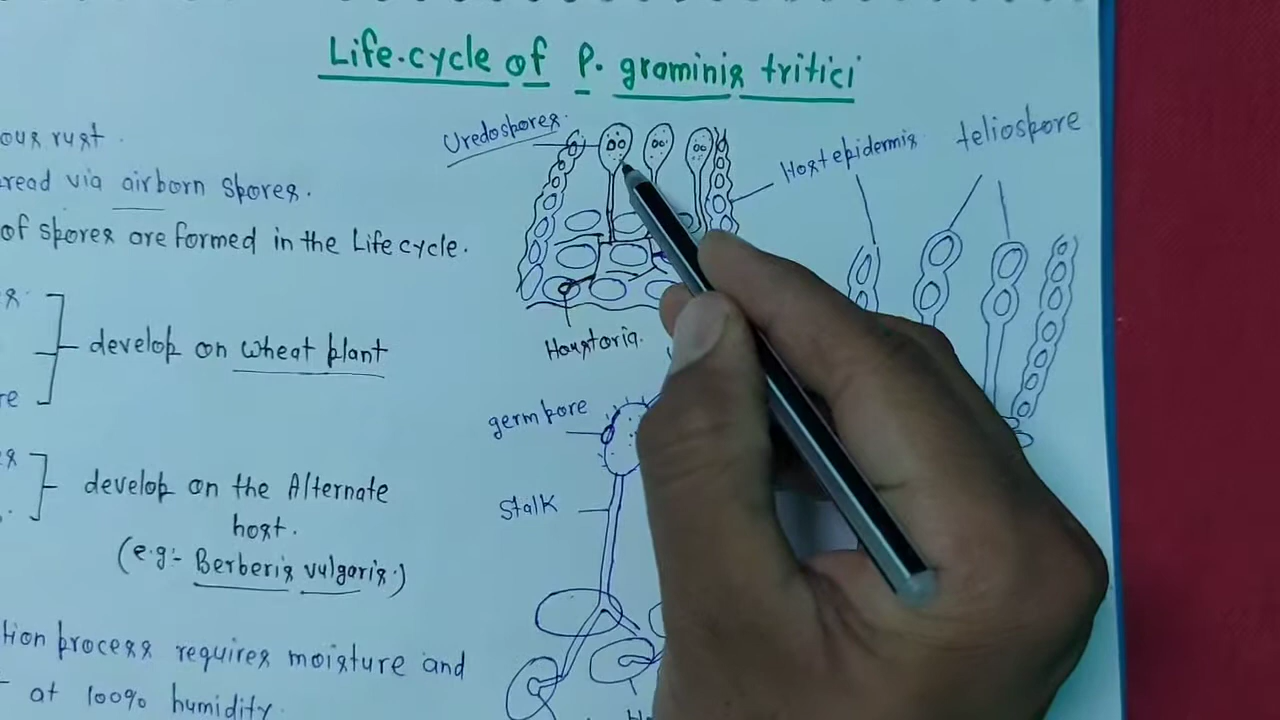 Life.cycle of P. graminis tritici
ous rust.
read via airborn spores.
of spores are formed in the Life cycle.
develop on wheat plant
re
develop on the Alternate
host.
(e.g:- Berberis vulgaris.)
tion process requires moisture and
at 100% humidity.
Uredospores.
Host epidermis
teliospore
Haustoria.
germ pore
Stalk